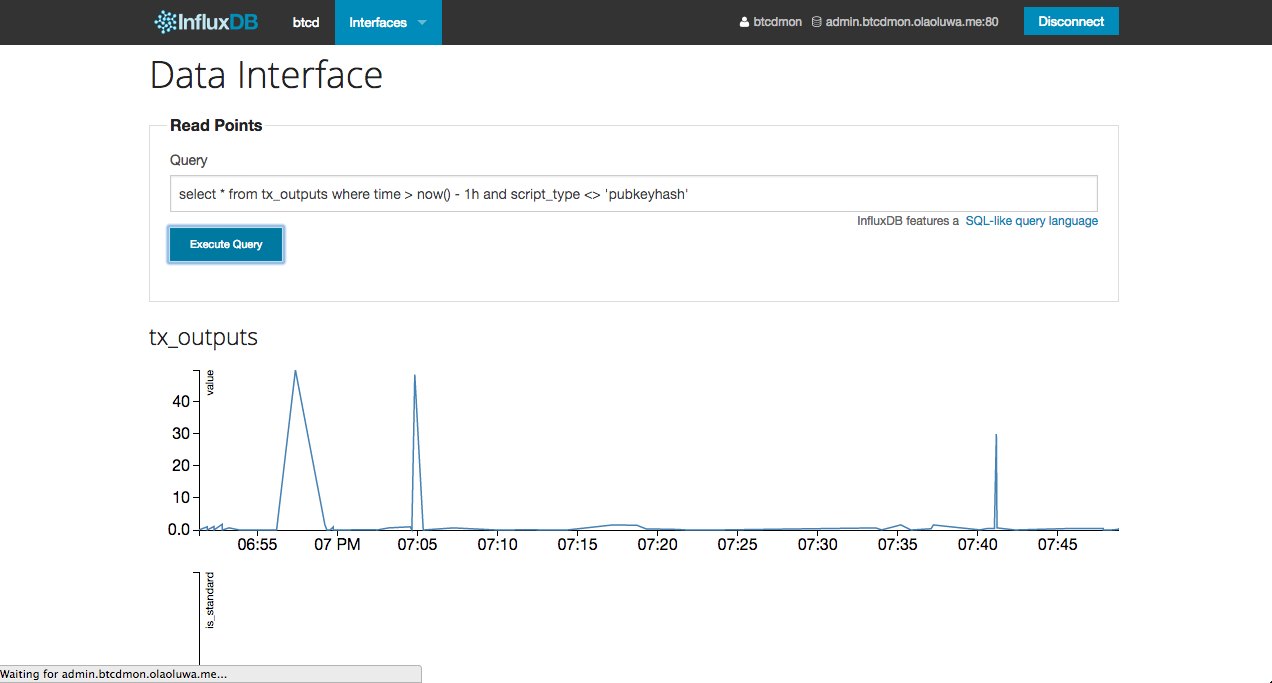 InfluxDB btcd Interfaces btcdmon admin.btcdmon.olaoluwa.me:80 Disconnect
Data Interface
Read Points
Query
select * from tx_outputs where time > now() - 1h and script_type <> 'pubkeyhash'
InfluxDB features a SQL-like query language
Execute Query
tx_outputs
value
40
30
20
10
0.0
06:55 07 PM 07:05 07:10 07:15 07:20 07:25 07:30 07:35 07:40 07:45
is_standard
Waiting for admin.btcdmon.olaoluwa.me...